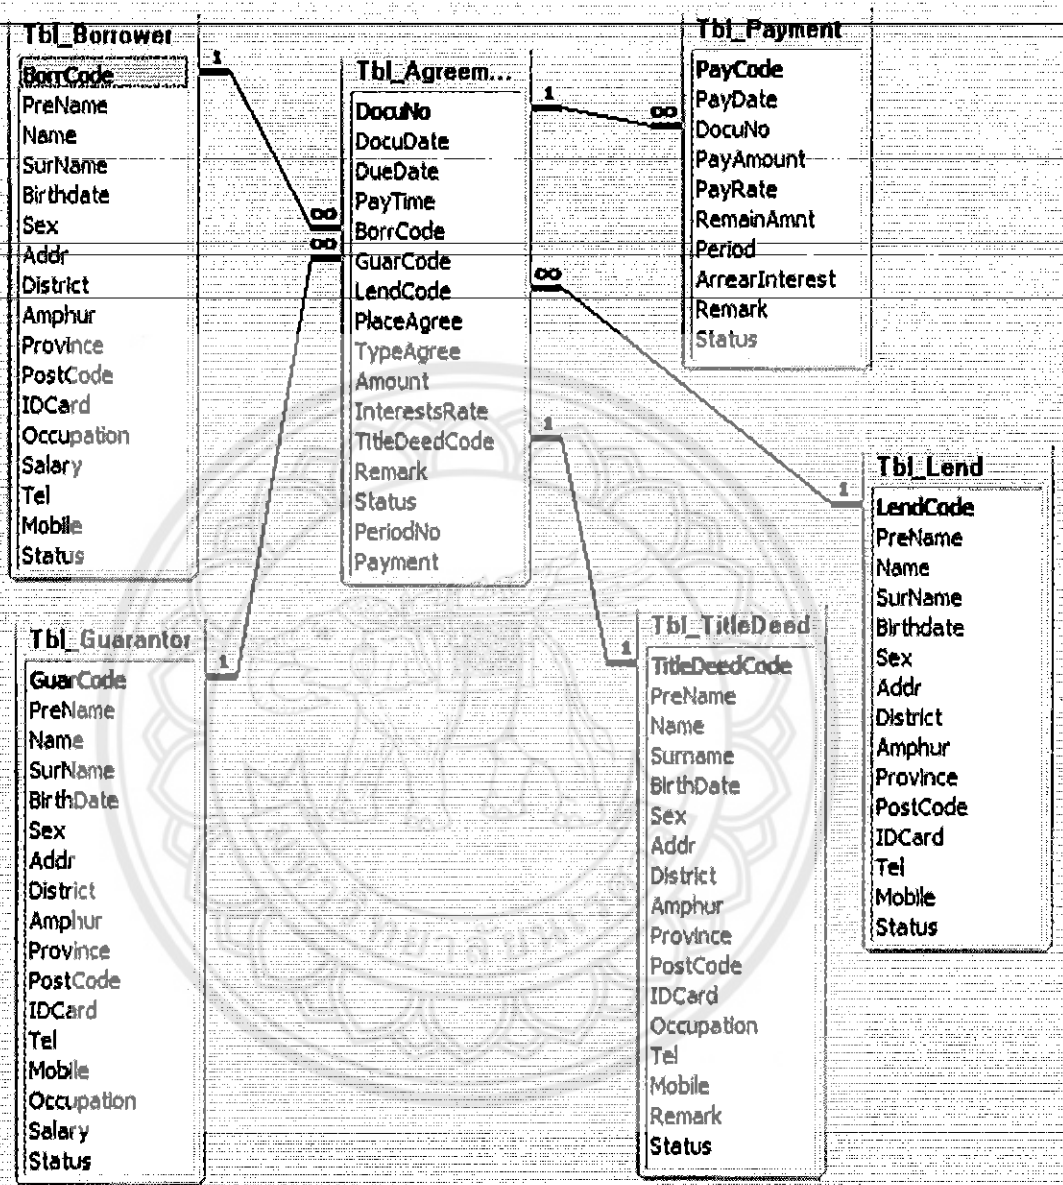 Tbl_Borrower
BorrCode
PreName
Name
SurName
Birthdate
Sex
Addr
District
Amphur
Province
PostCode
IDCard
Occupation
Salary
Tel
Mobile
Status
1
∞
Tbl_Agreem...
DocuNo
DocuDate
DueDate
PayTime
BorrCode
GuarCode
LendCode
PlaceAgree
TypeAgree
Amount
InterestsRate
TitleDeedCode
Remark
Status
PeriodNo
Payment
1
∞
Tbl_Payment
PayCode
PayDate
DocuNo
PayAmount
PayRate
RemainAmnt
Period
ArrearInterest
Remark
Status
∞
1
Tbl_Lend
LendCode
PreName
Name
SurName
Birthdate
Sex
Addr
District
Amphur
Province
PostCode
IDCard
Tel
Mobile
Status
∞
1
Tbl_Guarantor
GuarCode
PreName
Name
SurName
BirthDate
Sex
Addr
District
Amphur
Province
PostCode
IDCard
Tel
Mobile
Occupation
Salary
Status
1
1
Tbl_TitleDeed
TitleDeedCode
PreName
Name
Surname
BirthDate
Sex
Addr
District
Amphur
Province
PostCode
IDCard
Occupation
Tel
Mobile
Remark
Status